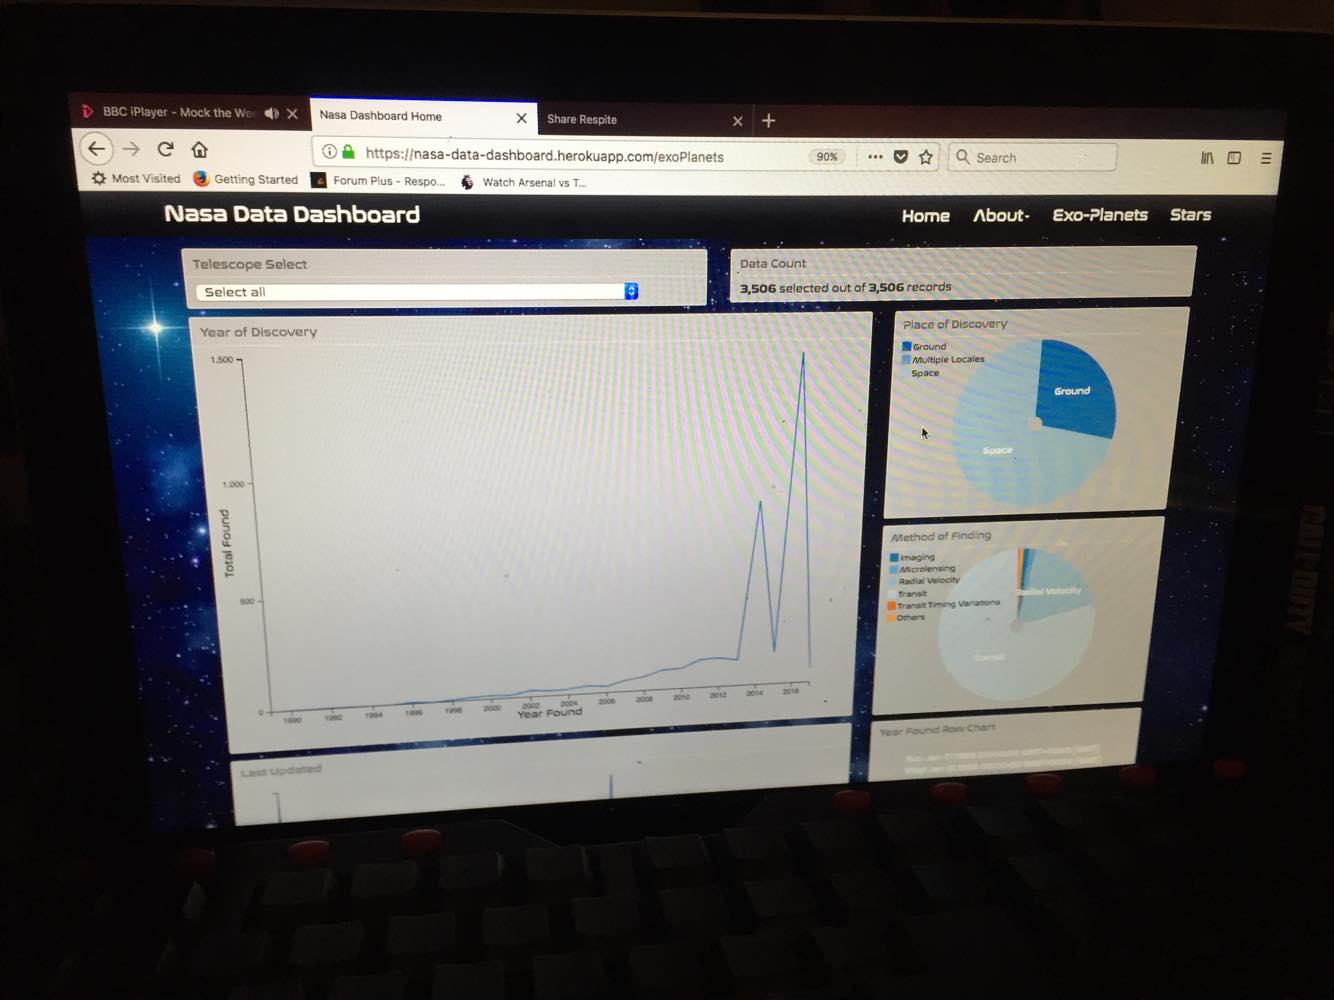 BBC iPlayer - Mock the We
Nasa Dashboard Home
Share Respite
https://nasa-data-dashboard.herokuapp.com/exoPlanets
90%
Search
Most Visited
Getting Started
Forum Plus - Respo...
Watch Arsenal vs T...
Nasa Data Dashboard
Home
About
Exo-Planets
Stars
Telescope Select
Select all
Data Count
3,506 selected out of 3,506 records
Year of Discovery
1,500
1,000
500
0
Total Found
1990 1992 1994 1996 1998 2000 2002 2004 2006 2008 2010 2012 2014 2016
Year Found
Place of Discovery
Ground
Multiple Locales
Space
Ground
Space
Method of Finding
Imaging
Microlensing
Radial Velocity
Transit
Transit Timing Variations
Others
Radial Velocity
Transit
Last Updated
Year Found Row Chart